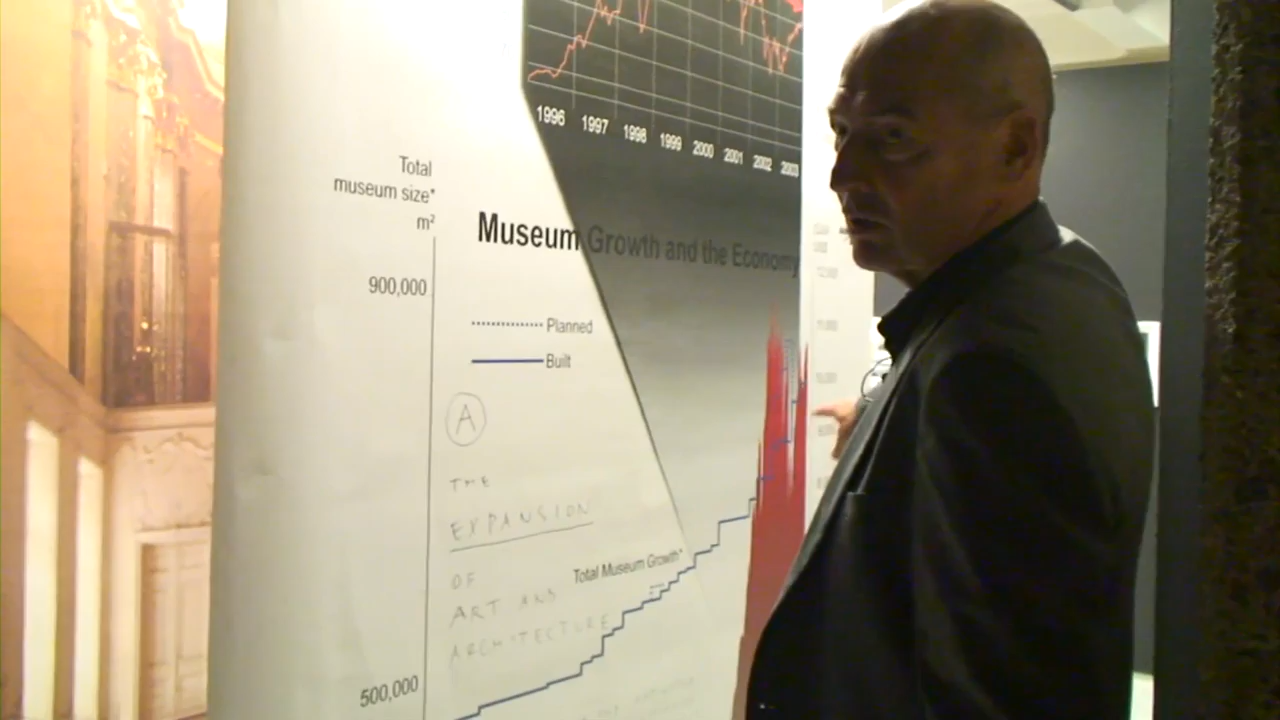 1996 1997 1998 1999 2000 2001 2002 2003
Total
museum size*
m²
Museum Growth and the Economy
900,000
Planned
Built
A
THE
EXPANSION
OF
ART AND
ARCHITECTURE
Total Museum Growth*
500,000